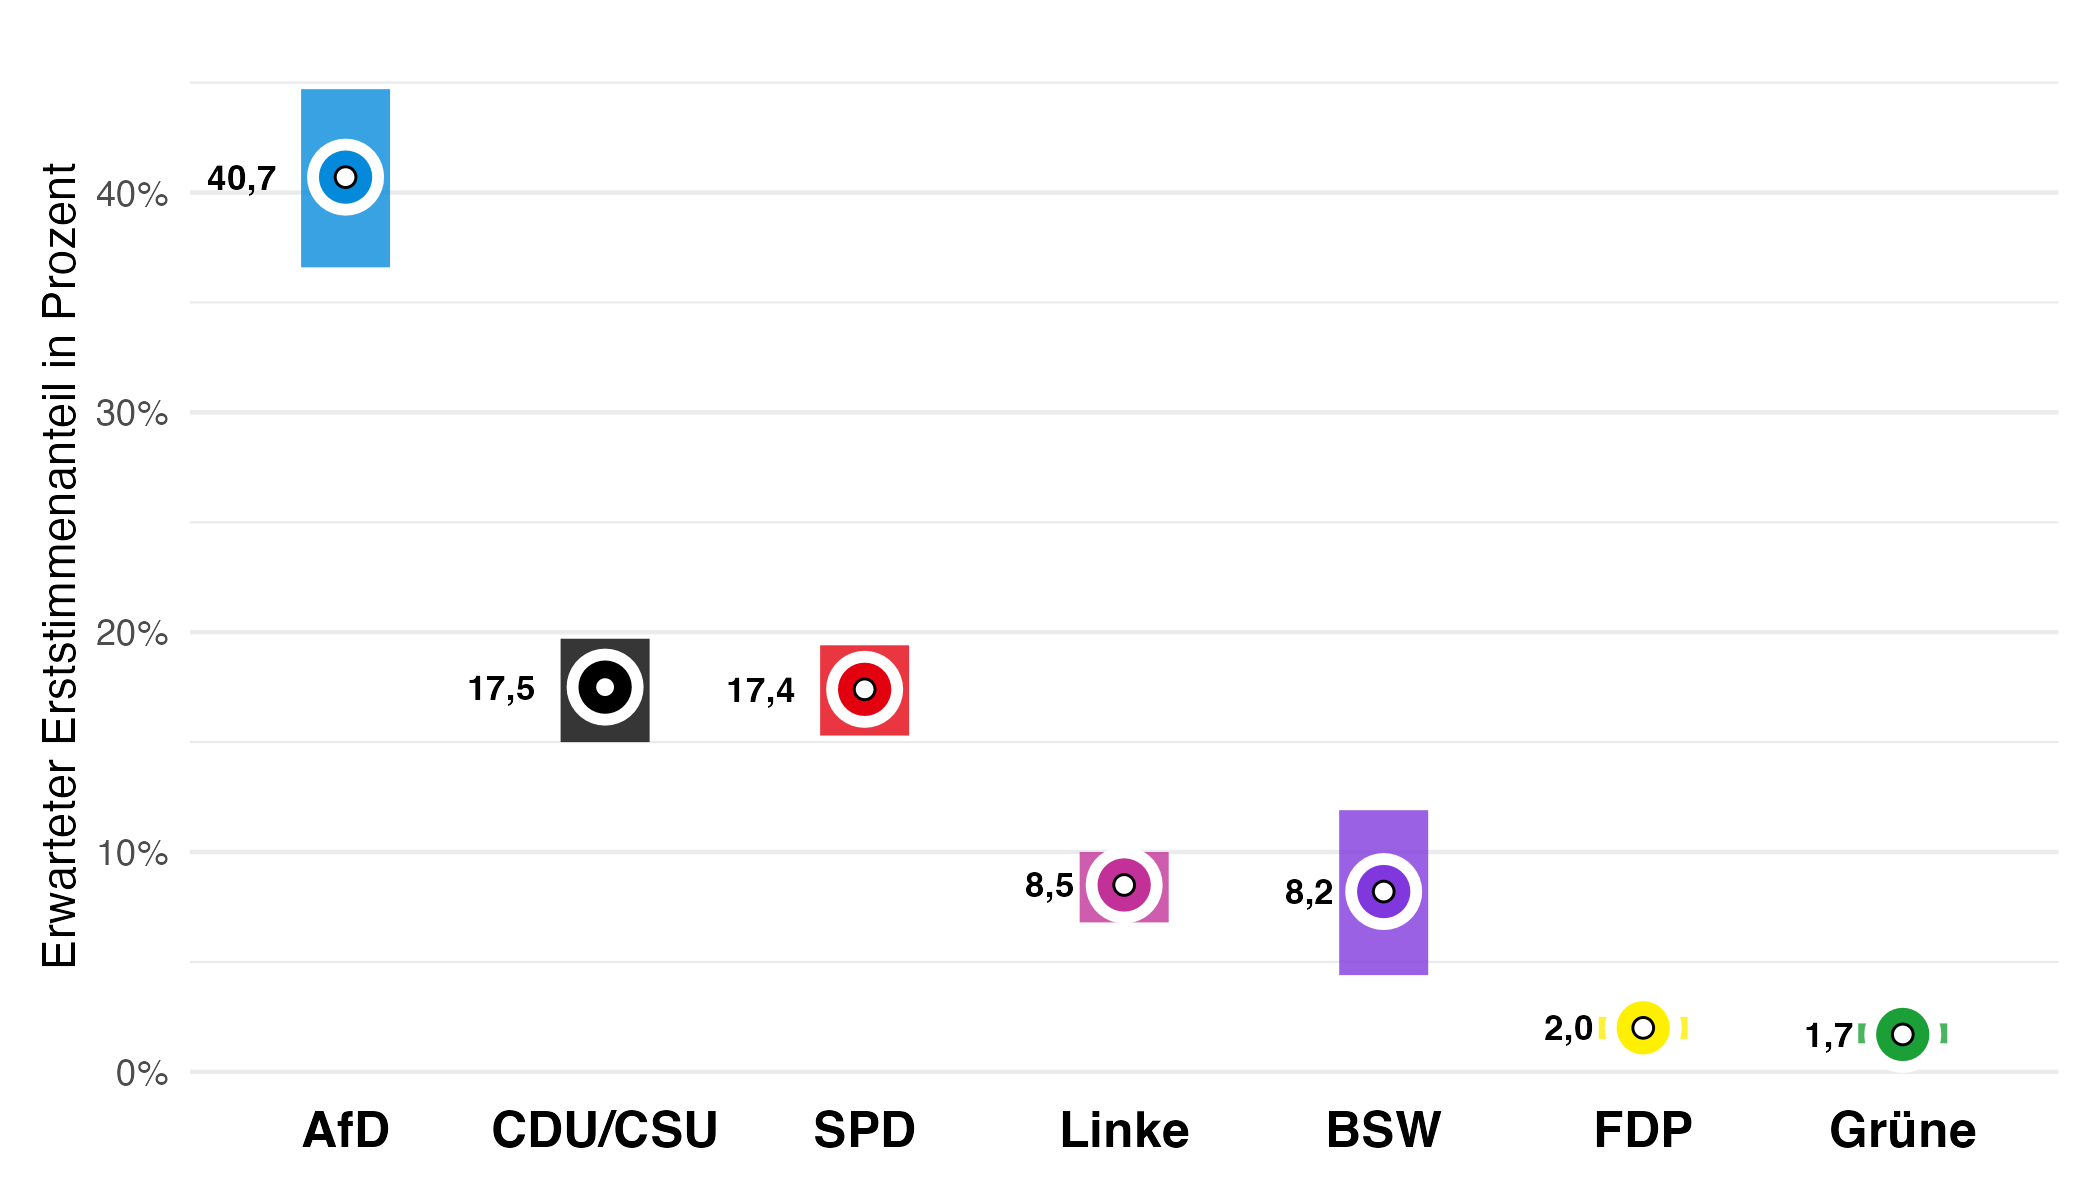 Erwarteter Erststimmenanteil in Prozent
40%
30%
20%
10%
0%
40,7
17,5
17,4
8,5
8,2
2,0
1,7
AfD
CDU/CSU
SPD
Linke
BSW
FDP
Grüne